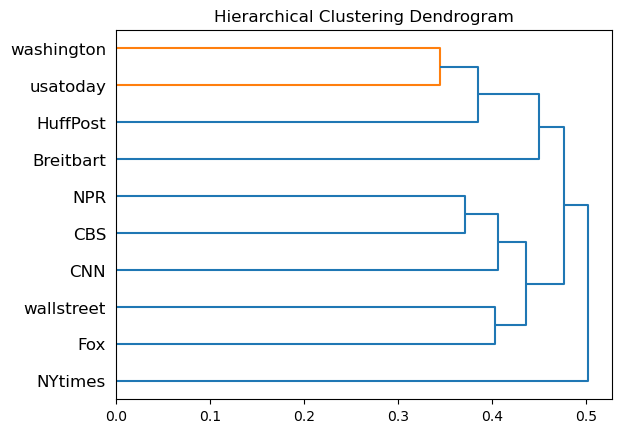 Hierarchical Clustering Dendrogram
washington
usatoday
HuffPost
Breitbart
NPR
CBS
CNN
wallstreet
Fox
NYtimes
0.0 0.1 0.2 0.3 0.4 0.5